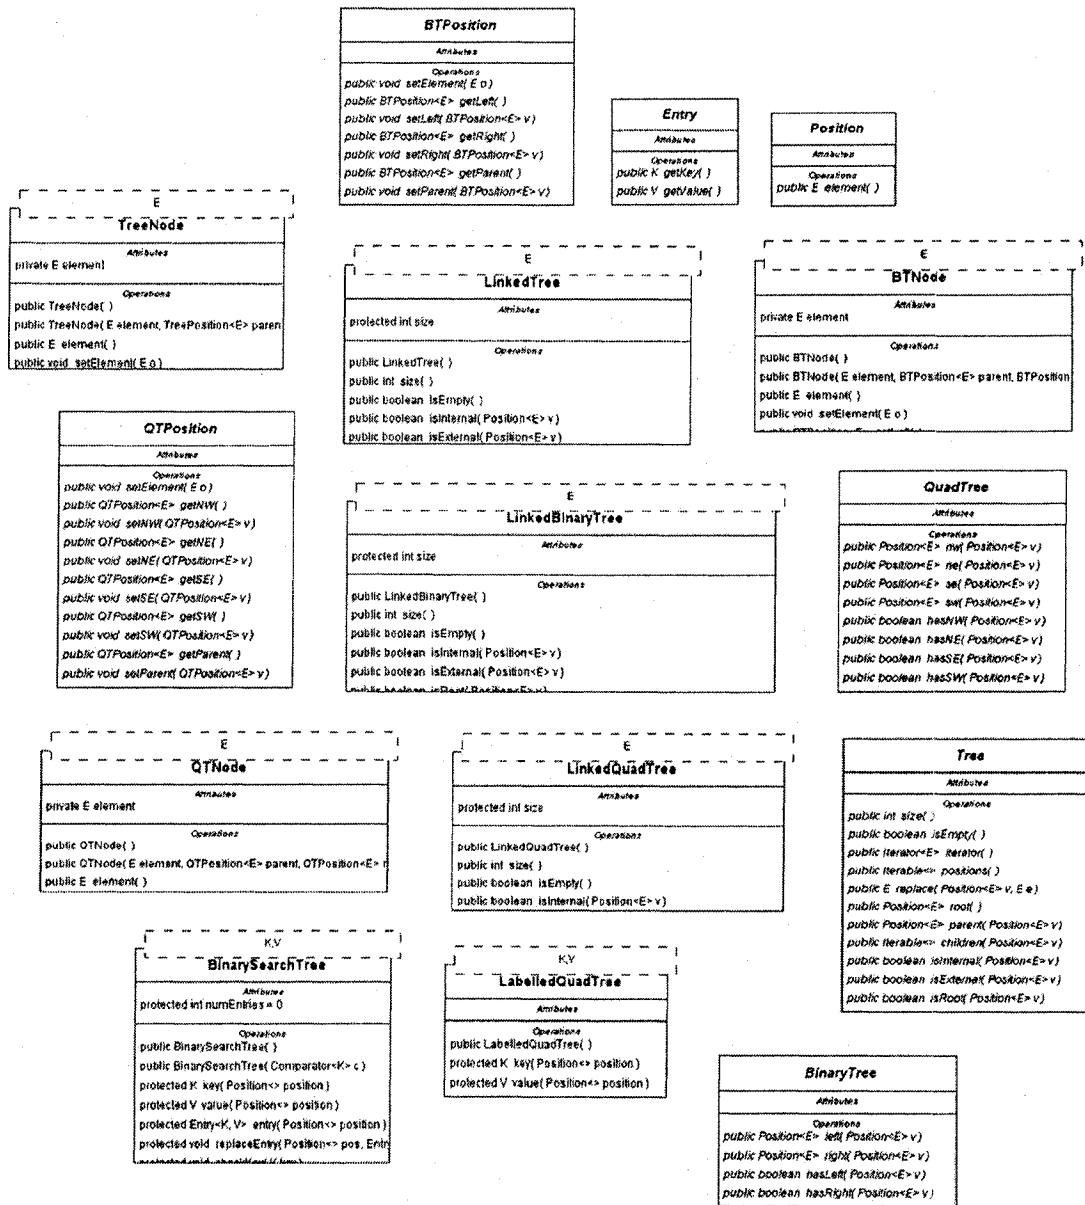 BTPosition
Attributes
Operations
public void setElement( E o )
public BTPosition<E> getLeft( )
public void setLeft( BTPosition<E> v )
public BTPosition<E> getRight( )
public void setRight( BTPosition<E> v )
public BTPosition<E> getParent( )
public void setParent( BTPosition<E> v )
Entry
Attributes
Operations
public K getKey( )
public V getValue( )
Position
Attributes
Operations
public E element( )
E
TreeNode
Attributes
private E element
Operations
public TreeNode( )
public TreeNode( E element, TreePosition<E> paren
public E element( )
public void setElement( E o )
E
LinkedTree
Attributes
protected int size
Operations
public LinkedTree( )
public int size( )
public boolean isEmpty( )
public boolean isInternal( Position<E> v )
public boolean isExternal( Position<E> v )
E
BTNode
Attributes
private E element
Operations
public BTNode( )
public BTNode( E element, BTPosition<E> parent, BTPosition
public E element( )
public void setElement( E o )
QTPosition
Attributes
Operations
public void setElement( E o )
public QTPosition<E> getNW( )
public void setNW( QTPosition<E> v )
public QTPosition<E> getNE( )
public void setNE( QTPosition<E> v )
public QTPosition<E> getSE( )
public void setSE( QTPosition<E> v )
public QTPosition<E> getSW( )
public void setSW( QTPosition<E> v )
public QTPosition<E> getParent( )
public void setParent( QTPosition<E> v )
E
LinkedBinaryTree
Attributes
protected int size
Operations
public LinkedBinaryTree( )
public int size( )
public boolean isEmpty( )
public boolean isInternal( Position<E> v )
public boolean isExternal( Position<E> v )
public boolean isRoot( Position<E> v )
QuadTree
Attributes
Operations
public Position<E> nw( Position<E> v )
public Position<E> ne( Position<E> v )
public Position<E> se( Position<E> v )
public Position<E> sw( Position<E> v )
public boolean hasNW( Position<E> v )
public boolean hasNE( Position<E> v )
public boolean hasSE( Position<E> v )
public boolean hasSW( Position<E> v )
E
QTNode
Attributes
private E element
Operations
public QTNode( )
public QTNode( E element, QTPosition<E> parent, QTPosition<E> n
public E element( )
E
LinkedQuadTree
Attributes
protected int size
Operations
public LinkedQuadTree( )
public int size( )
public boolean isEmpty( )
public boolean isInternal( Position<E> v )
Tree
Attributes
Operations
public int size( )
public boolean isEmpty( )
public Iterator<E> iterator( )
public Iterable<> positions( )
public E replace( Position<E> v, E e )
public Position<E> root( )
public Position<E> parent( Position<E> v )
public Iterable<> children( Position<E> v )
public boolean isInternal( Position<E> v )
public boolean isExternal( Position<E> v )
public boolean isRoot( Position<E> v )
K,V
BinarySearchTree
Attributes
protected int numEntries = 0
Operations
public BinarySearchTree( )
public BinarySearchTree( Comparator<K> c )
protected K key( Position<> position )
protected V value( Position<> position )
protected Entry<K, V> entry( Position<> position )
protected void replaceEntry( Position<> pos, Entr
K,V
LabelledQuadTree
Attributes
Operations
public LabelledQuadTree( )
protected K key( Position<> position )
protected V value( Position<> position )
BinaryTree
Attributes
Operations
public Position<E> left( Position<E> v )
public Position<E> right( Position<E> v )
public boolean hasLeft( Position<E> v )
public boolean hasRight( Position<E> v )